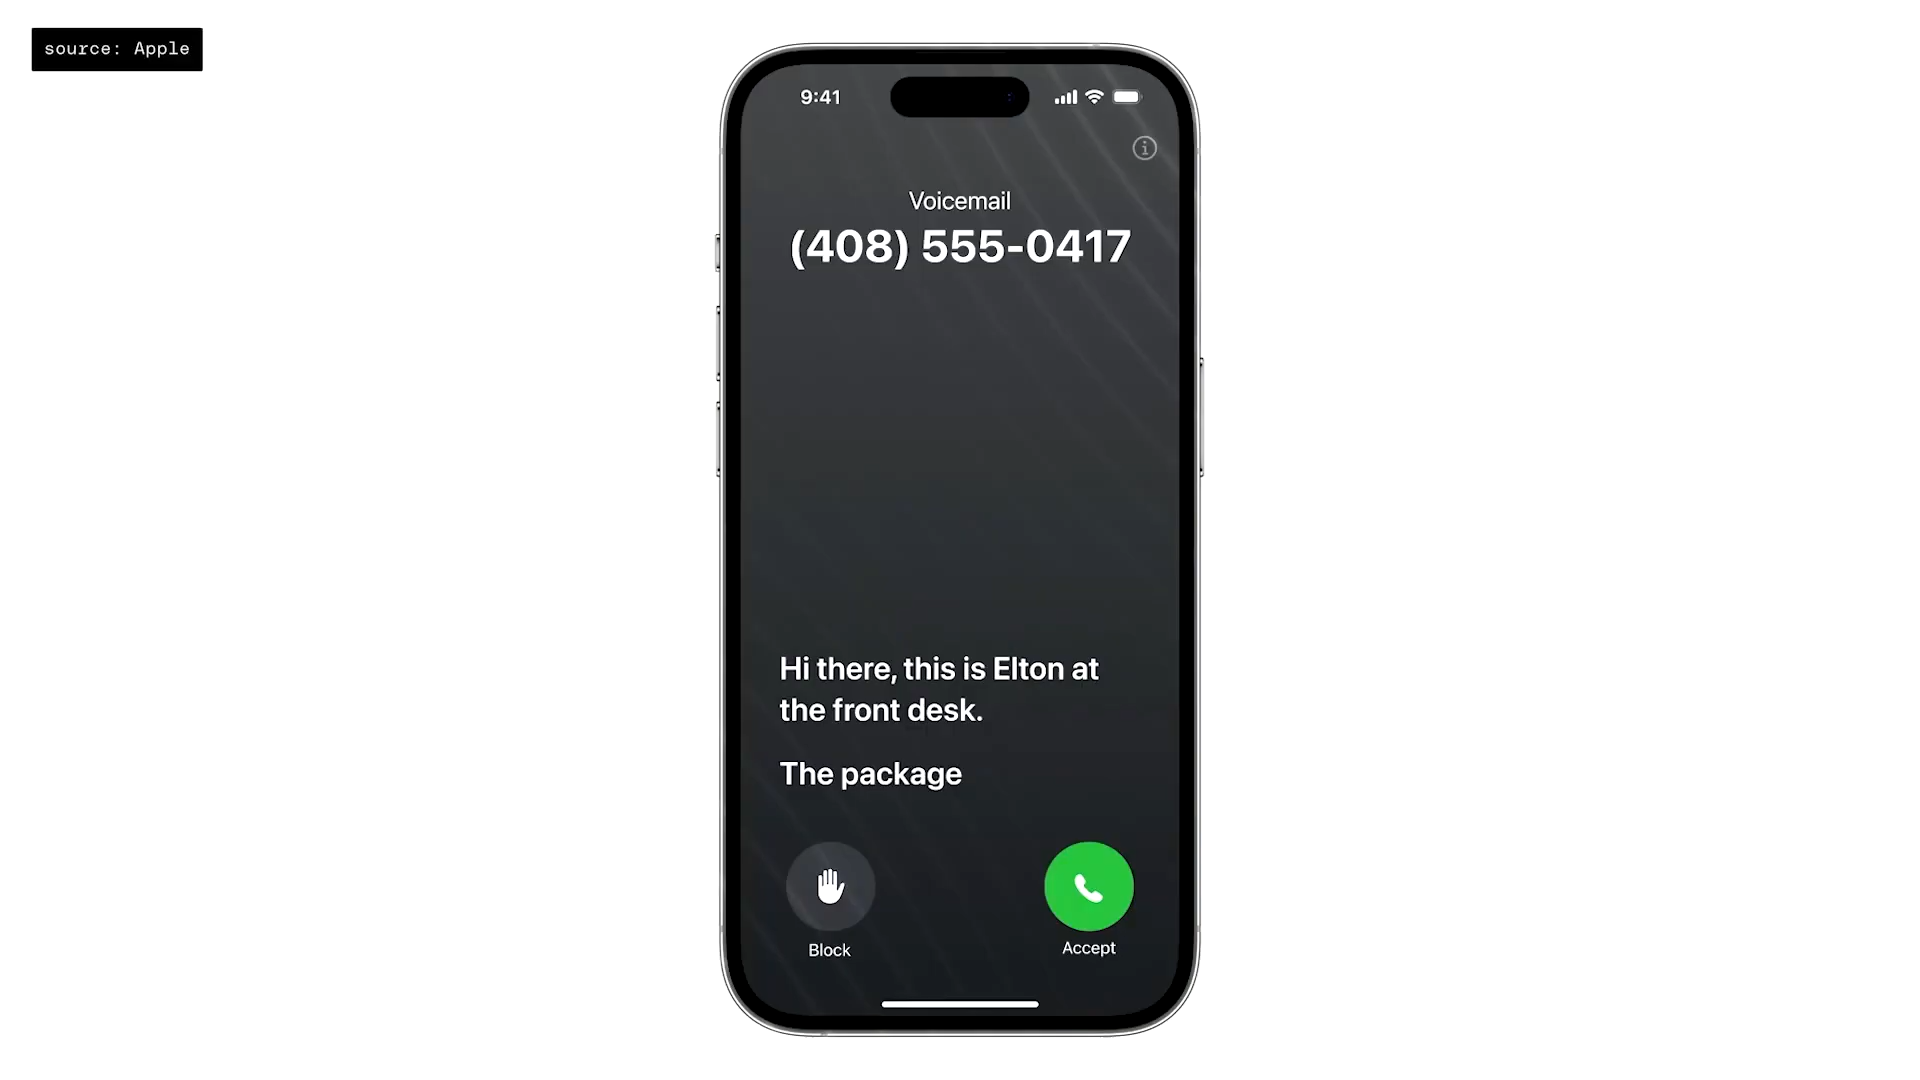 source: Apple
9:41
Voicemail
(408) 555-0417
Hi there, this is Elton at
the front desk.
The package
Block
Accept